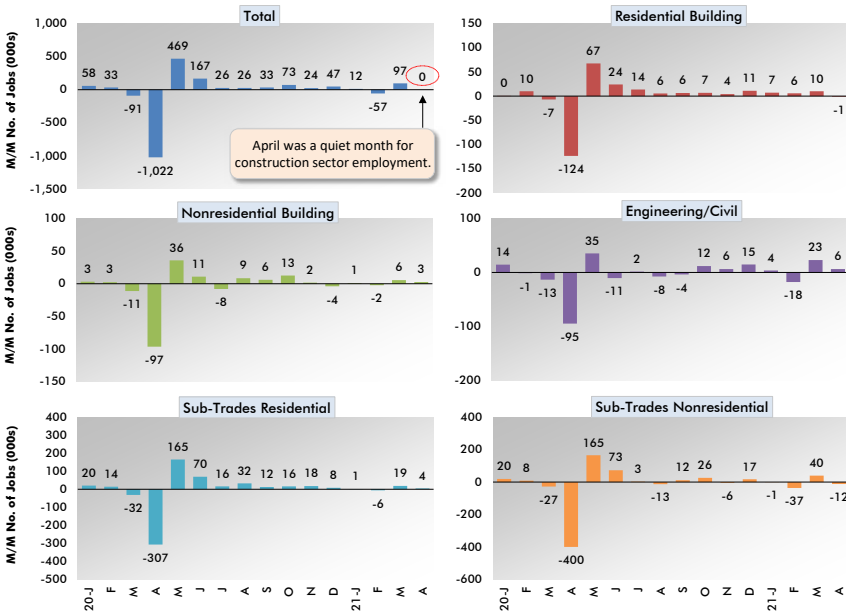 Total
M/M No. of Jobs (000s)
1,000
500
0
-500
-1,000
-1,500
58 33 -91 -1,022 469 167 26 26 33 73 24 47 12 -57 97 0
April was a quiet month for
construction sector employment.
Residential Building
150
100
50
0
-50
-100
-150
-200
0 10 -7 -124 67 24 14 6 6 7 4 11 7 6 10 -1
Nonresidential Building
M/M No. of Jobs (000s)
100
50
0
-50
-100
-150
3 3 -11 -97 36 11 -8 9 6 13 2 -4 1 -2 6 3
Engineering/Civil
100
0
-100
-200
14 -1 -13 -95 35 -11 2 -8 -4 12 6 15 4 -18 23 6
Sub-Trades Residential
M/M No. of Jobs (000s)
400
300
200
100
0
-100
-200
-300
-400
-500
20 14 -32 -307 165 70 16 32 12 16 18 8 1 -6 19 4
20-J F M A M J J A S O N D 21-J F M A
Sub-Trades Nonresidential
400
200
0
-200
-400
-600
20 8 -27 -400 165 73 3 -13 12 26 -6 17 -1 -37 40 -12
20-J F M A M J J A S O N D 21-J F M A